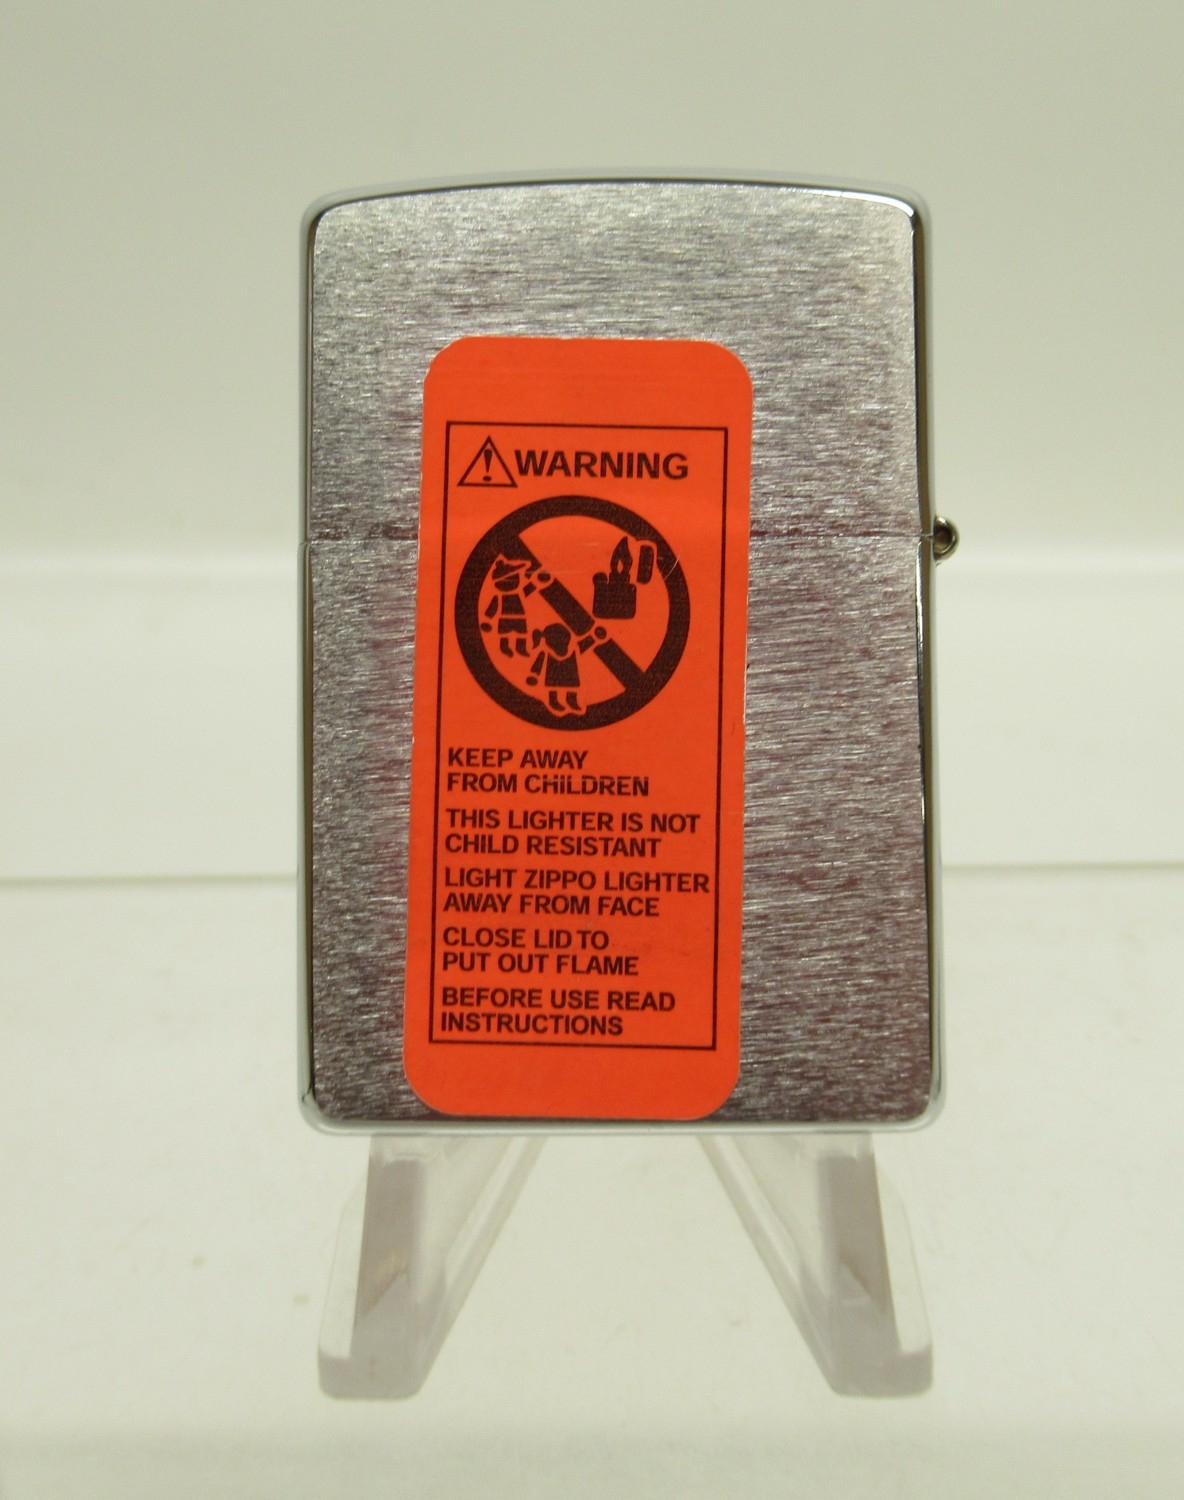 WARNING
KEEP AWAY
FROM CHILDREN
THIS LIGHTER IS NOT
CHILD RESISTANT
LIGHT ZIPPO LIGHTER
AWAY FROM FACE
CLOSE LID TO
PUT OUT FLAME
BEFORE USE READ
INSTRUCTIONS